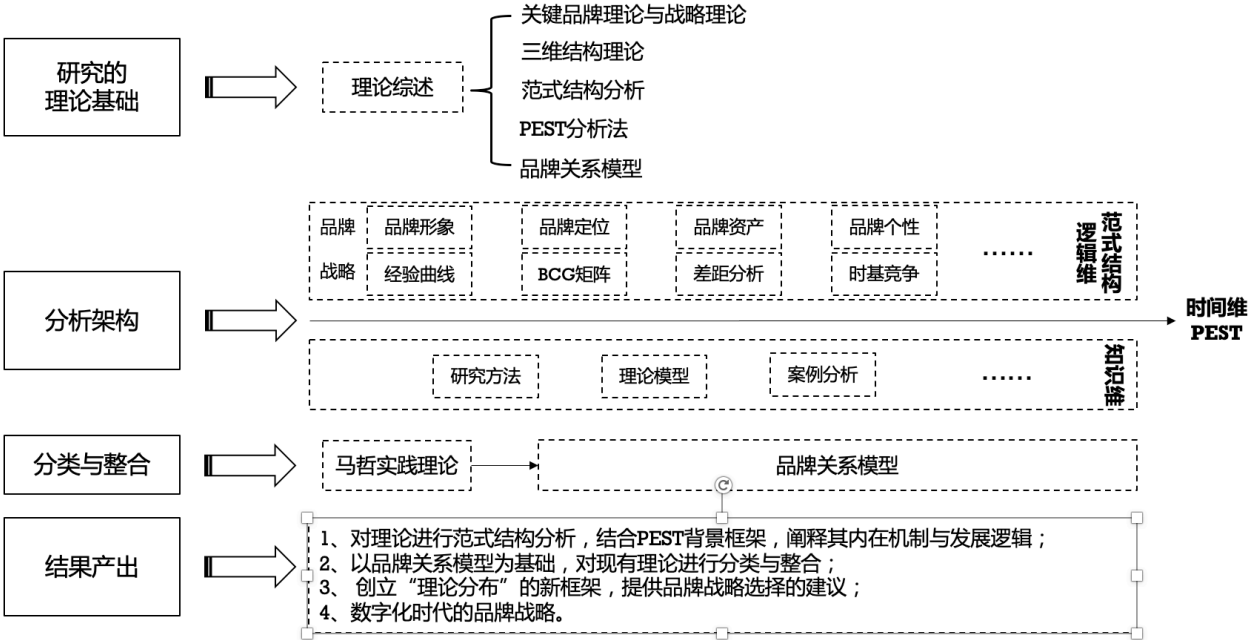 研究的
理论基础
理论综述
关键品牌理论与战略理论
三维结构理论
范式结构分析
PEST分析法
品牌关系模型
分析架构
品牌 品牌形象 品牌定位 品牌资产 品牌个性 ……
战略 经验曲线 BCG矩阵 差距分析 时基竞争
范式结构
逻辑维
时间维
PEST
研究方法 理论模型 案例分析 ……
知识维
分类与整合
马哲实践理论
品牌关系模型
结果产出
1、对理论进行范式结构分析，结合PEST背景框架，阐释其内在机制与发展逻辑；
2、以品牌关系模型为基础，对现有理论进行分类与整合；
3、 创立“理论分布”的新框架，提供品牌战略选择的建议；
4、数字化时代的品牌战略。